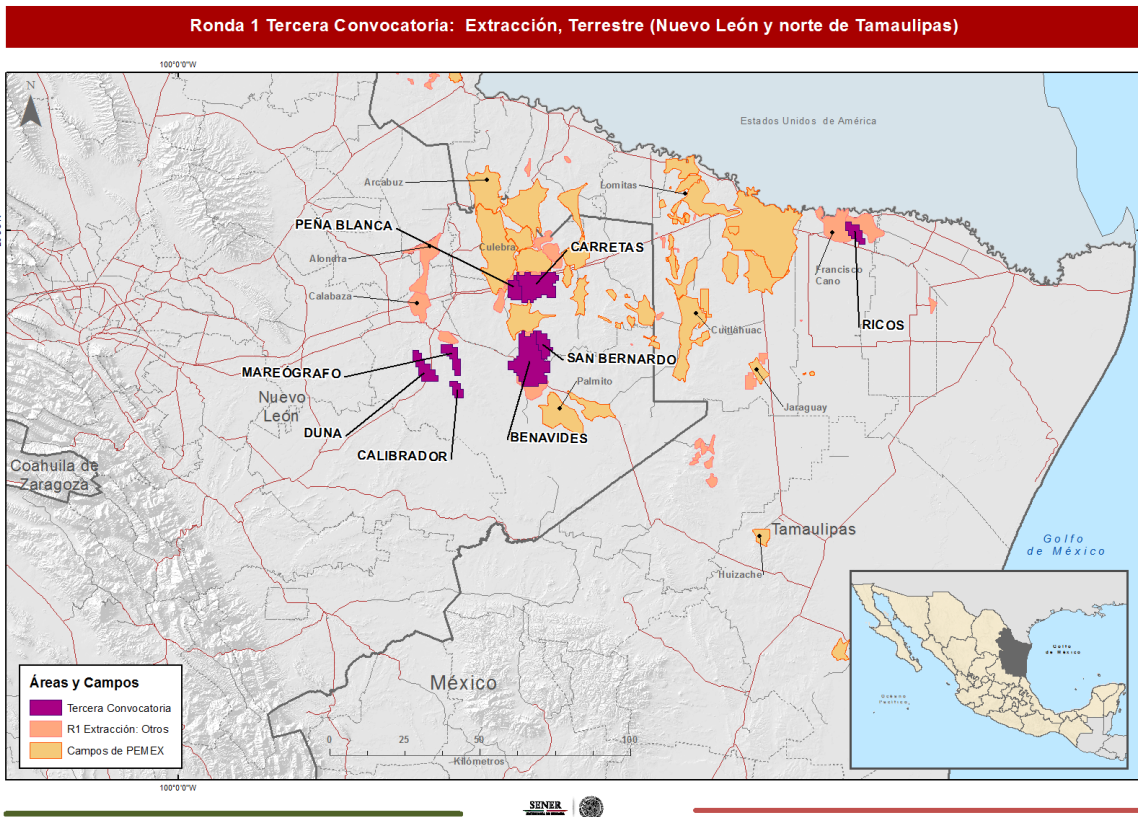 Ronda 1 Tercera Convocatoria: Extracción, Terrestre (Nuevo León y norte de Tamaulipas)
100°0'0"W
N
Estados Unidos de América
Arcabuz
Lomitas
PEÑA BLANCA
Culebra
CARRETAS
Alondra
Francisco
Cano
Calabaza
RICOS
Cuitláhuac
SAN BERNARDO
MAREOGRAFO
Palmito
Nuevo
León
Jaraguay
DUNA
BENAVIDES
CALIBRADOR
Coahuila de
Zaragoza
Tamaulipas
Golfo
de México
Huizache
Golfo
de México
Océano
Pacífico
México
Áreas y Campos
Tercera Convocatoria
R1 Extracción: Otros
Campos de PEMEX
0 25 50 100
Kilómetros
100°0'0"W
SENER